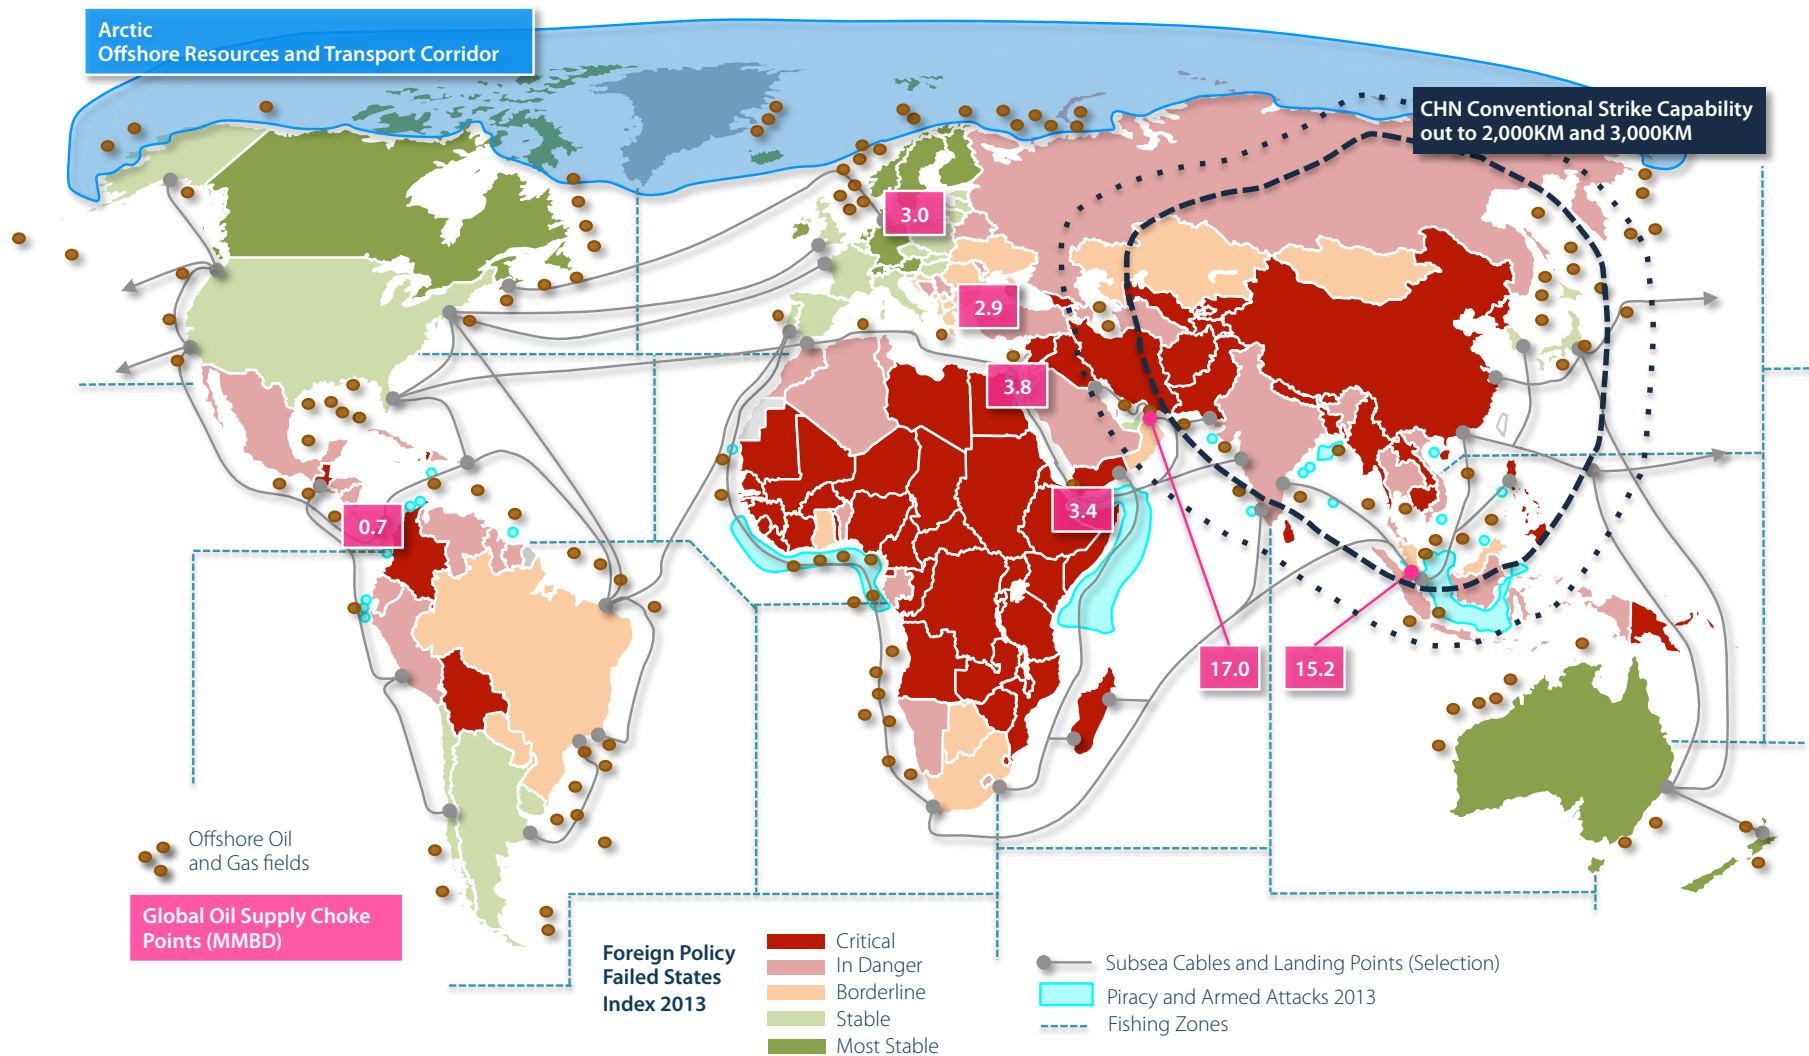 Arctic
Offshore Resources and Transport Corridor
CHN Conventional Strike Capability
out to 2,000KM and 3,000KM
3.0
2.9
3.8
3.4
0.7
17.0
15.2
Offshore Oil
and Gas fields
Global Oil Supply Choke
Points (MMBD)
Foreign Policy
Failed States
Index 2013
Critical
In Danger
Borderline
Stable
Most Stable
Subsea Cables and Landing Points (Selection)
Piracy and Armed Attacks 2013
Fishing Zones